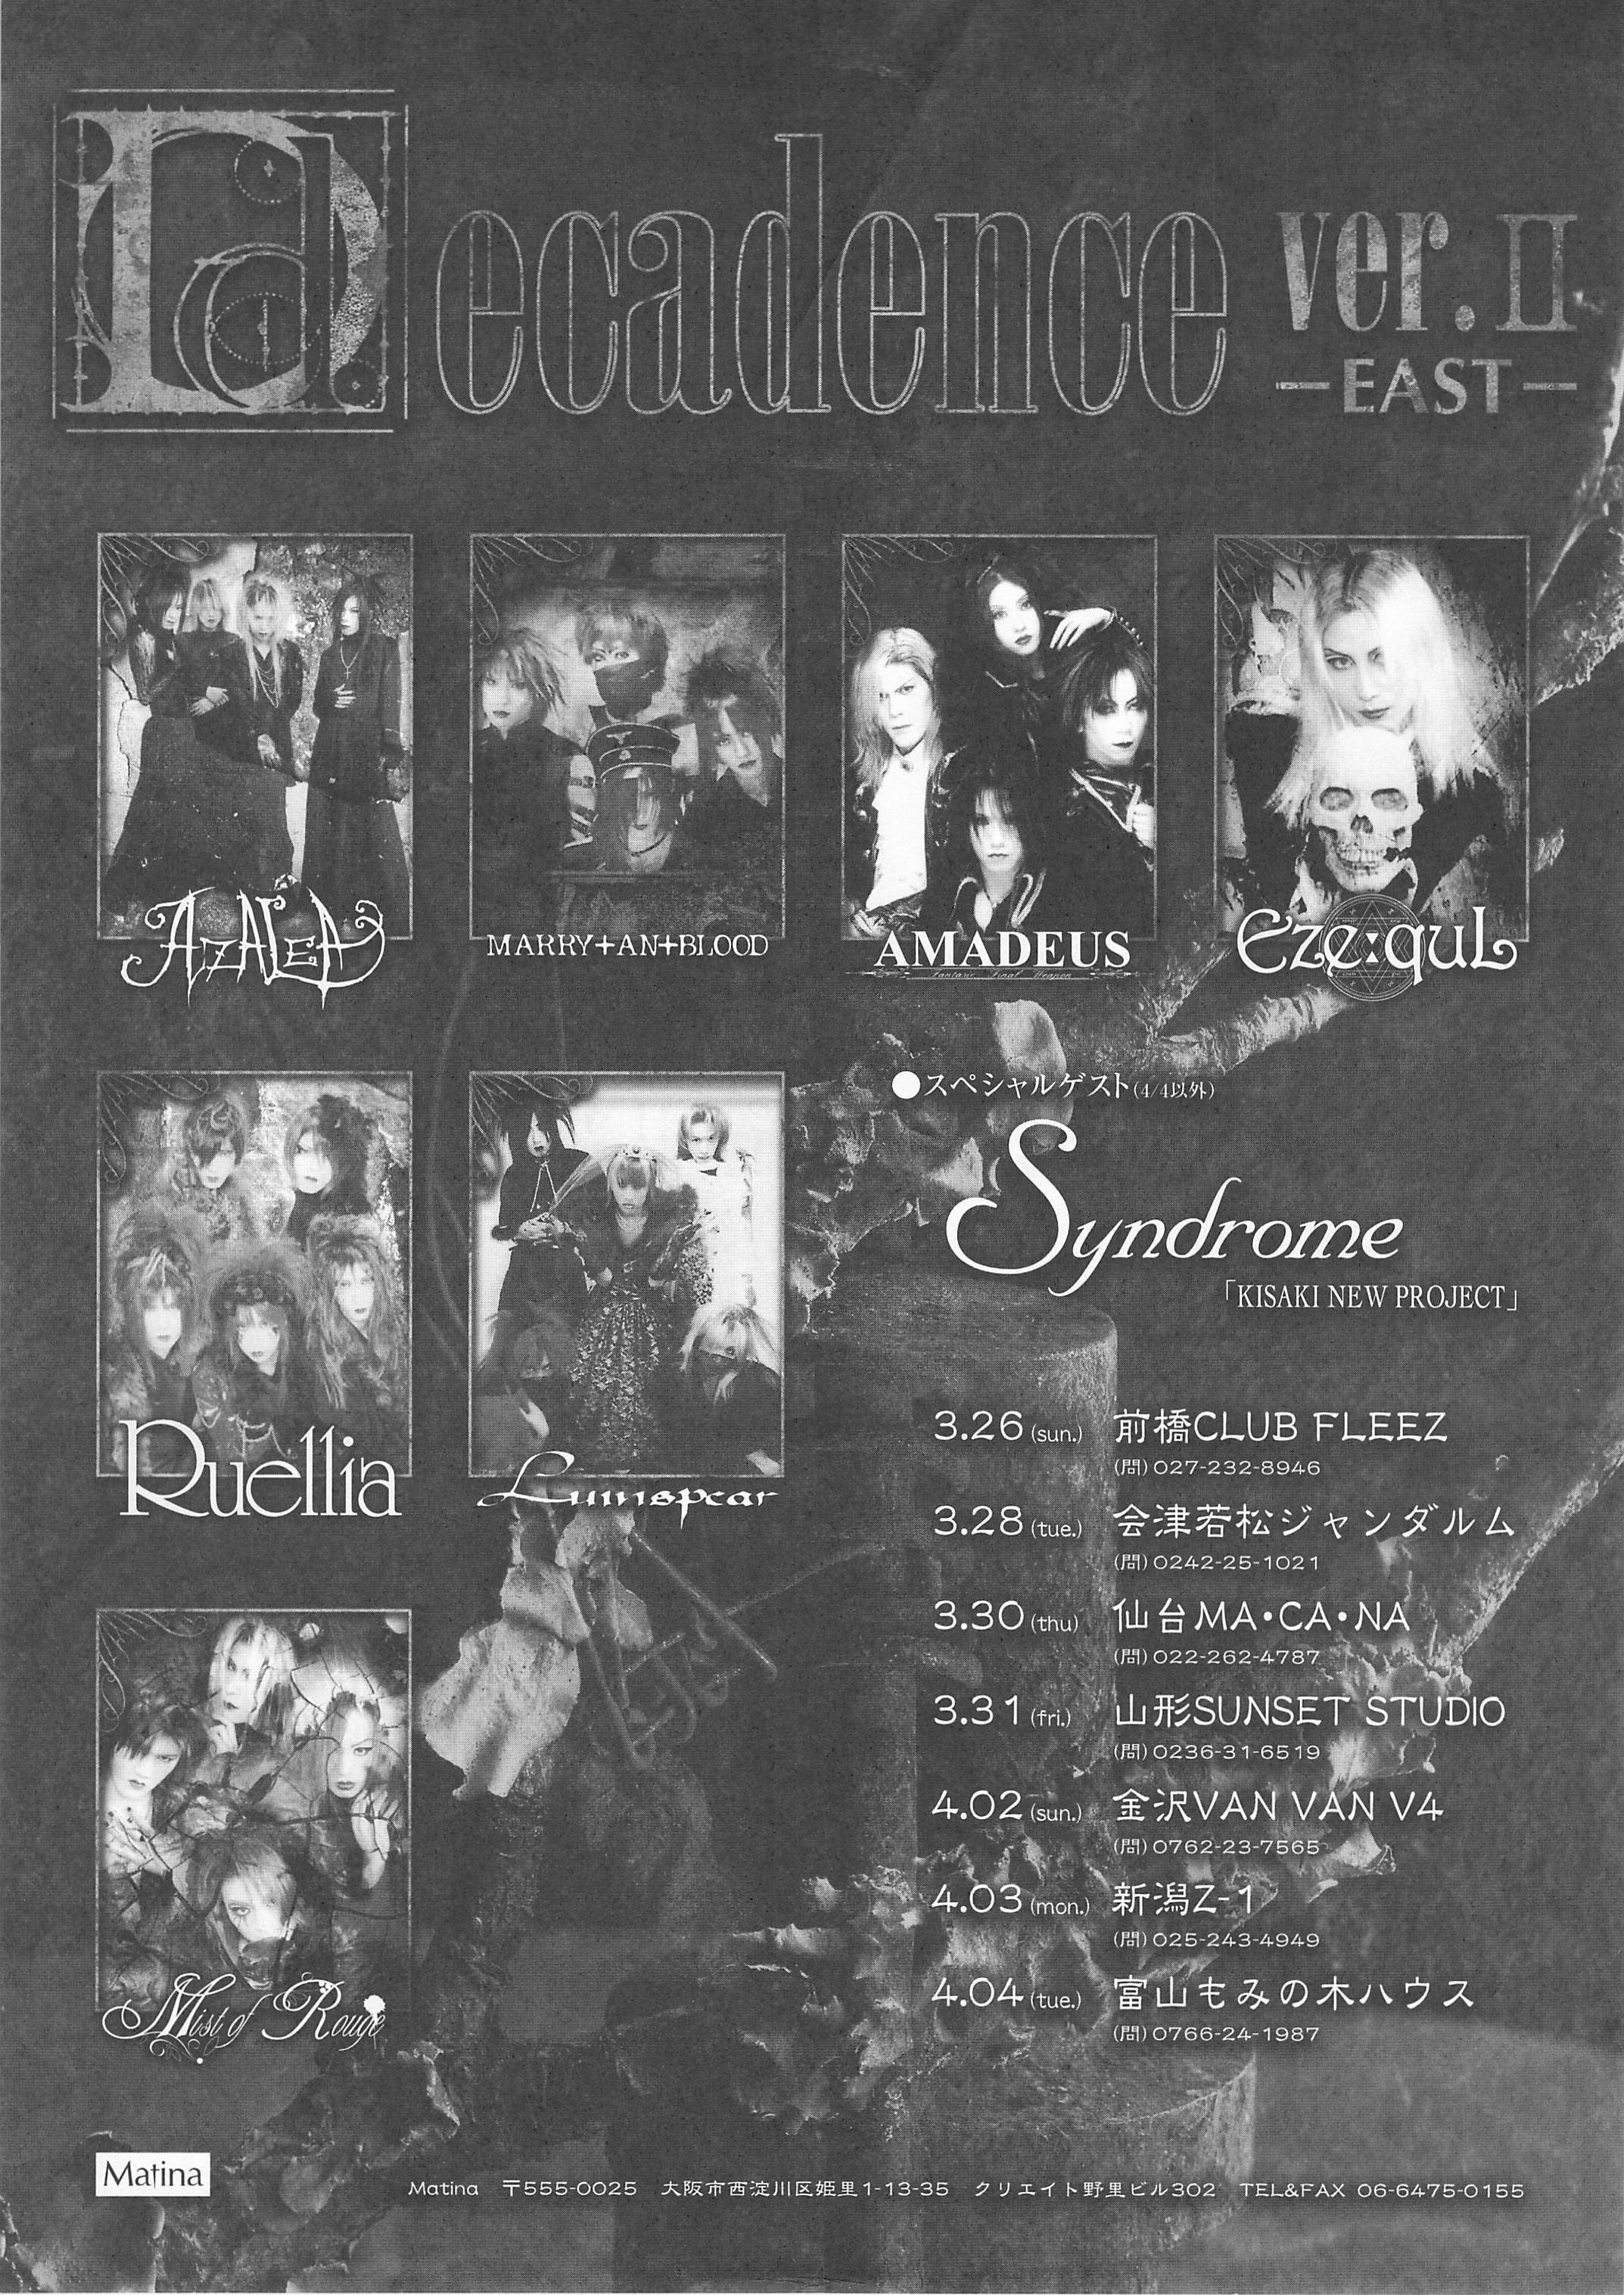 Decadence ver.II
—EAST—
AZALEA
MARRY+AN+BLOOD
AMADEUS
Fantasic Final Weapon
Eze:quL
Ruellia
Lumspear
●スペシャルゲスト(4/4以外)
Syndrome
「KISAKI NEW PROJECT」
3.26(sun.) 前橋CLUB FLEEZ
(問)027-232-8946
3.28(tue.) 会津若松ジャンダルム
(問)0242-25-1021
3.30(thu) 仙台MA・CA・NA
(問)022-262-4787
3.31(fri.) 山形SUNSET STUDIO
(問)0236-31-6519
4.02(sun.) 金沢VAN VAN V4
(問)0762-23-7565
4.03(mon.) 新潟Z-1
(問)025-243-4949
4.04(tue.) 富山もみの木ハウス
(問)0766-24-1987
Mist of Rouge
Matina
Matina 〒555-0025 大阪市西淀川区姫里1-13-35 クリエイト野里ビル302 TEL&FAX 06-6475-0155